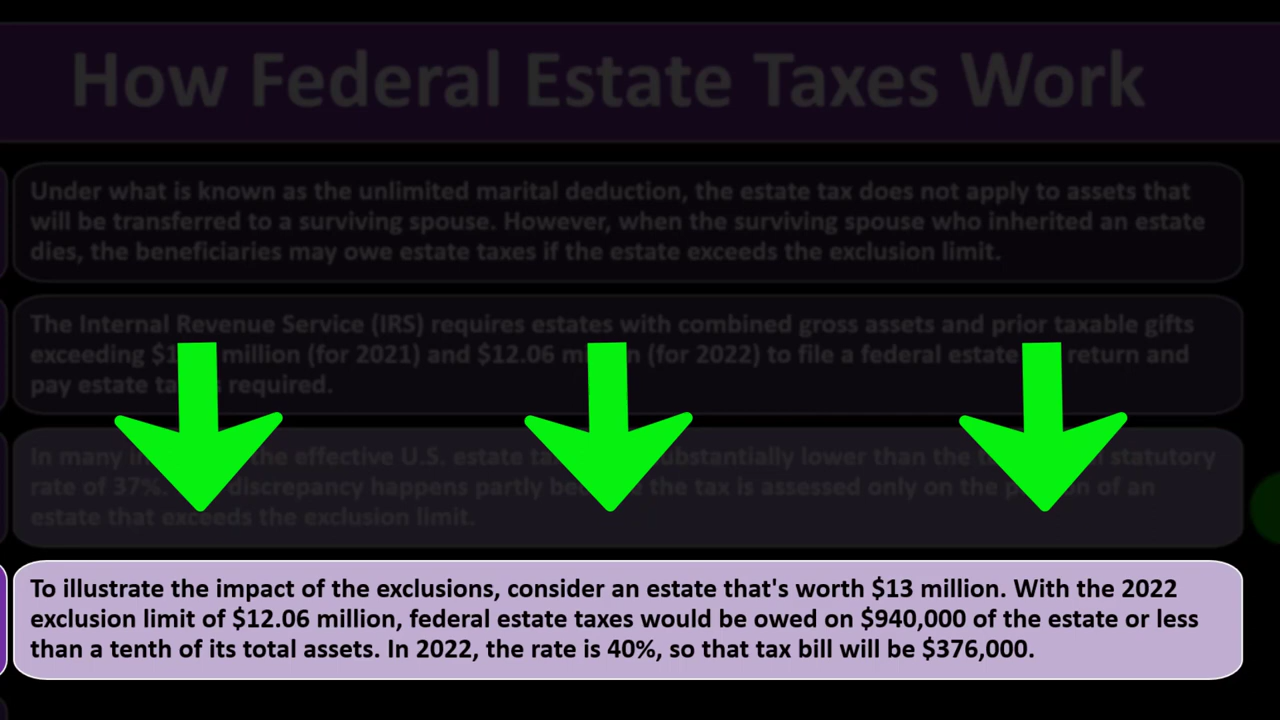 How Federal Estate Taxes Work
Under what is known as the unlimited marital deduction, the estate tax does not apply to assets that
will be transferred to a surviving spouse. However, when the surviving spouse who inherited an estate
dies, the beneficiaries may owe estate taxes if the estate exceeds the exclusion limit.
The Internal Revenue Service (IRS) requires estates with combined gross assets and prior taxable gifts
exceeding million (for 2021) and $12.06 (for 2022) to file a federal estate return and
pay estate required.
In many the effective U.S. estate substantially lower than the statutory
rate of 37%. discrepancy happens partly the tax is assessed only on the of an
estate that exceeds the exclusion limit.
To illustrate the impact of the exclusions, consider an estate that's worth $13 million. With the 2022
exclusion limit of $12.06 million, federal estate taxes would be owed on $940,000 of the estate or less
than a tenth of its total assets. In 2022, the rate is 40%, so that tax bill will be $376,000.